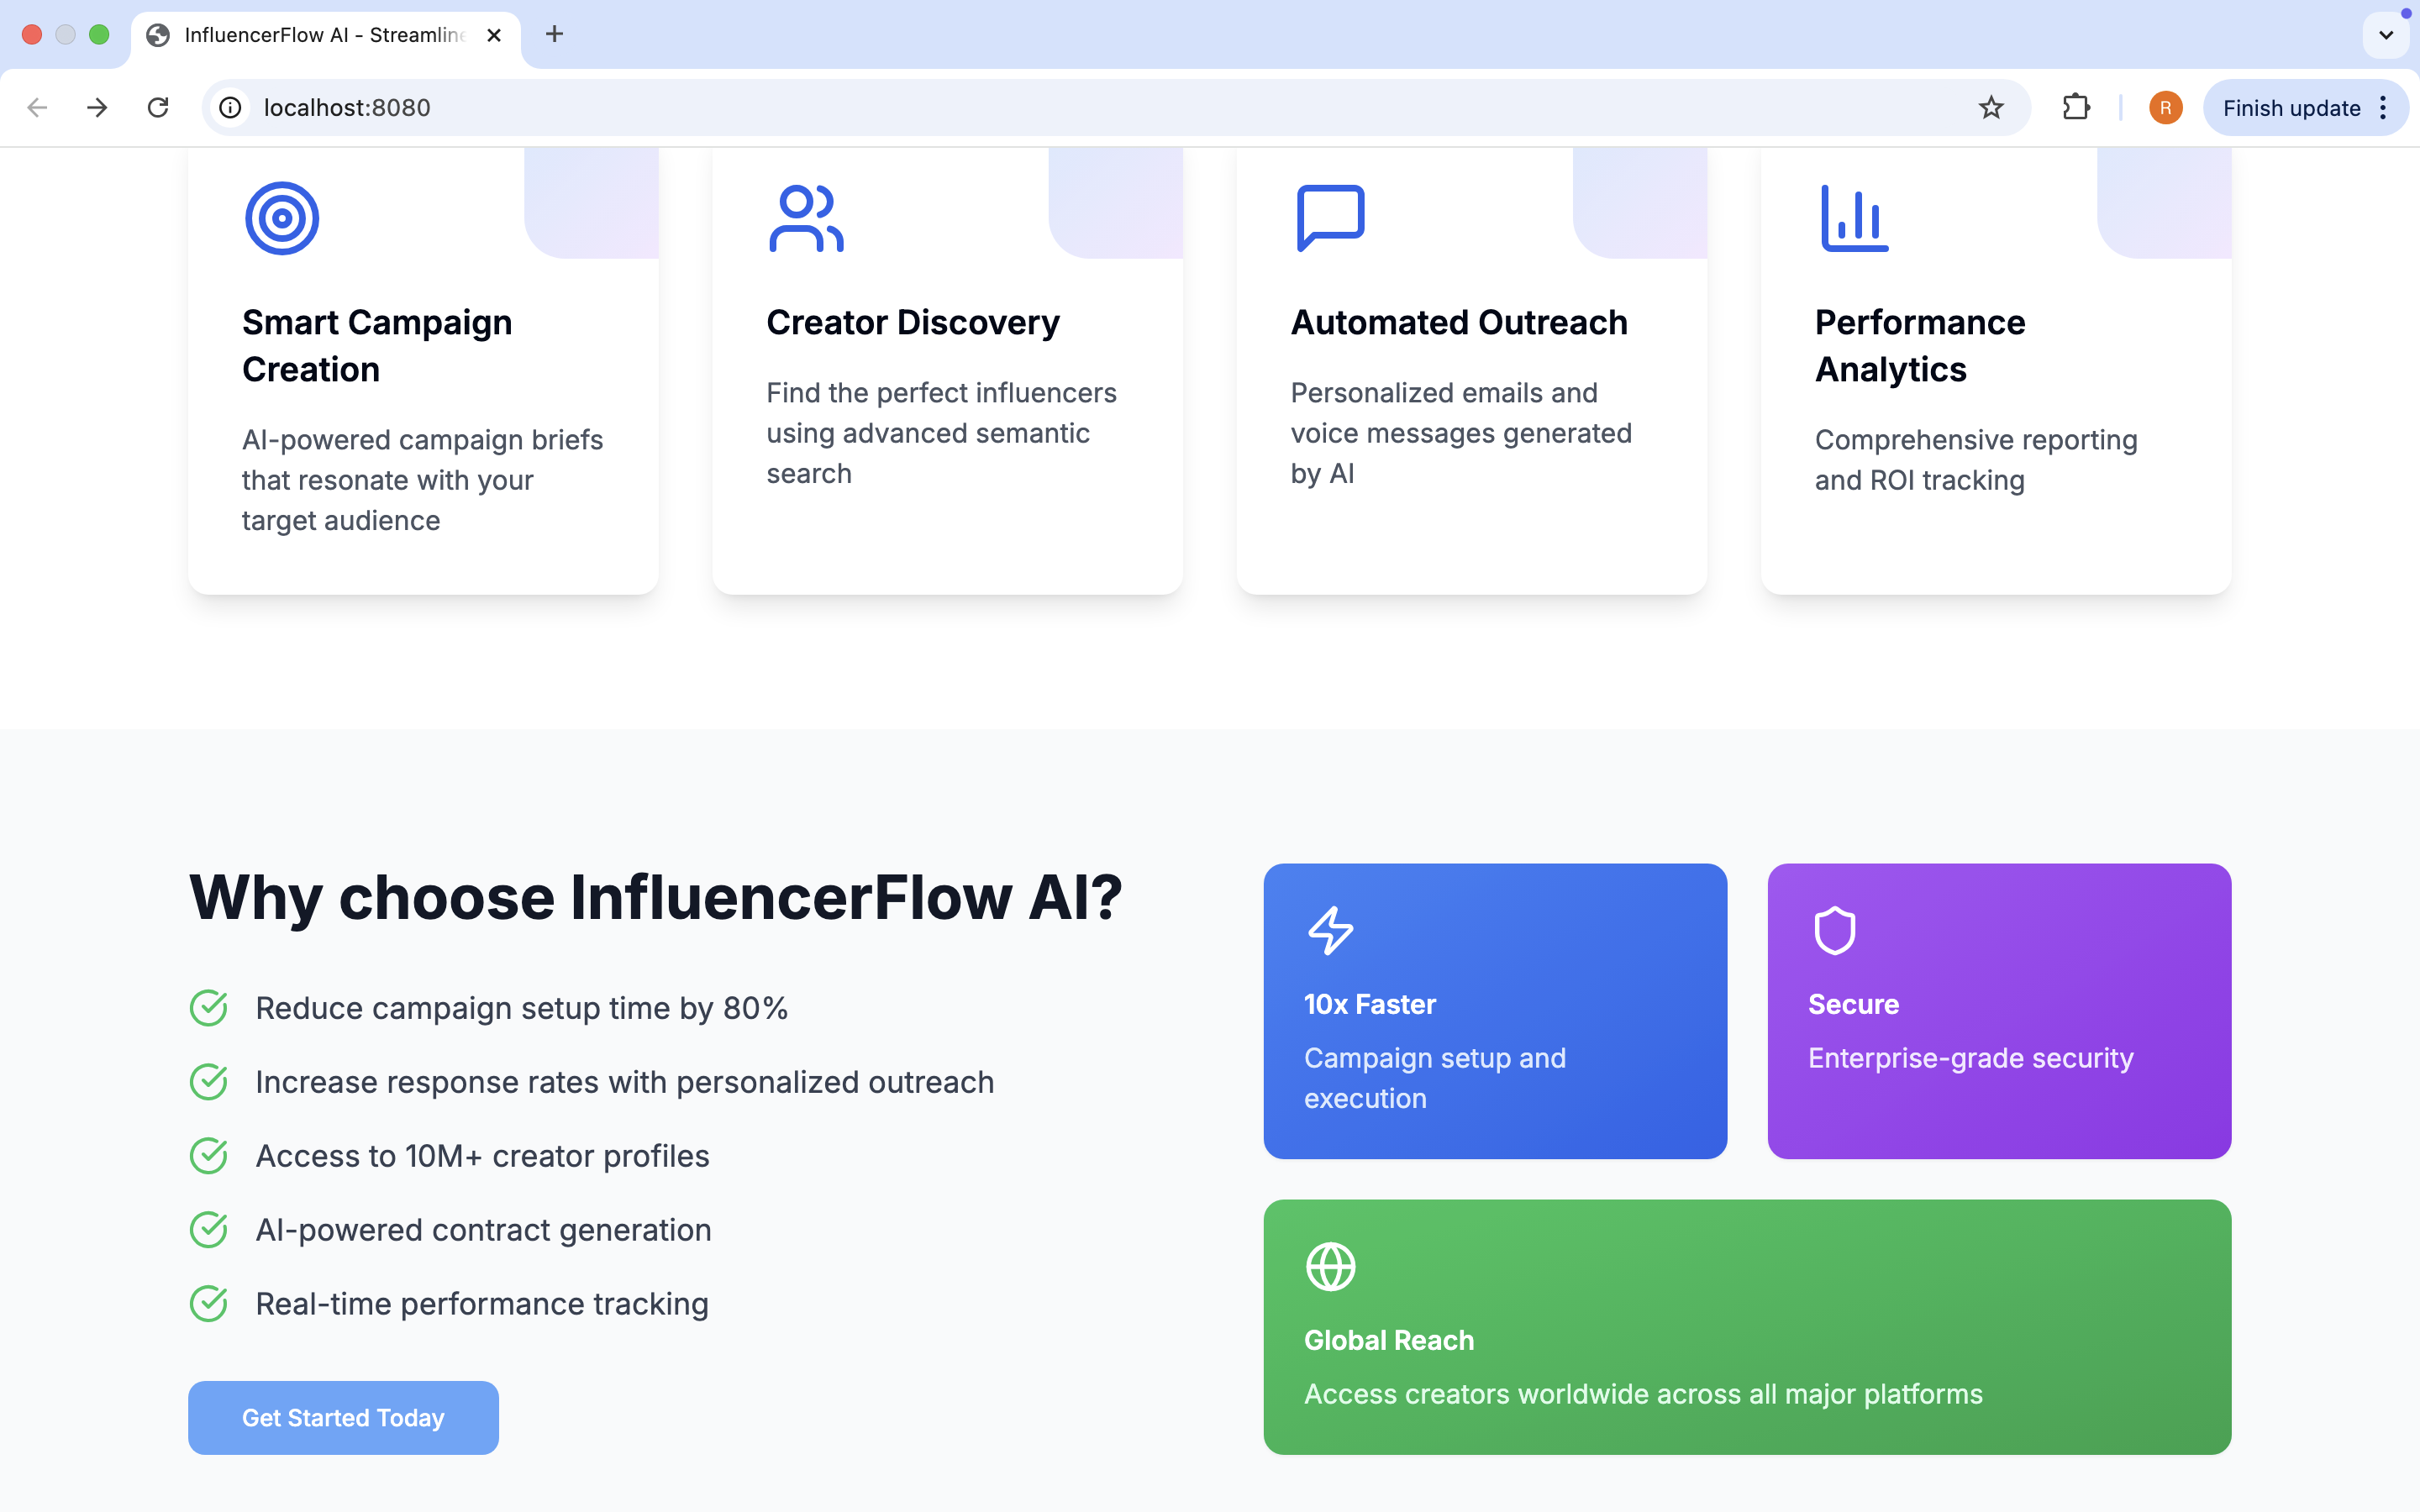 InfluencerFlow AI - Streamline
localhost:8080
R
Finish update
Smart Campaign
Creation
AI-powered campaign briefs
that resonate with your
target audience
Creator Discovery
Find the perfect influencers
using advanced semantic
search
Automated Outreach
Personalized emails and
voice messages generated
by AI
Performance
Analytics
Comprehensive reporting
and ROI tracking
Why choose InfluencerFlow AI?
Reduce campaign setup time by 80%
Increase response rates with personalized outreach
Access to 10M+ creator profiles
AI-powered contract generation
Real-time performance tracking
Get Started Today
10x Faster
Campaign setup and
execution
Secure
Enterprise-grade security
Global Reach
Access creators worldwide across all major platforms